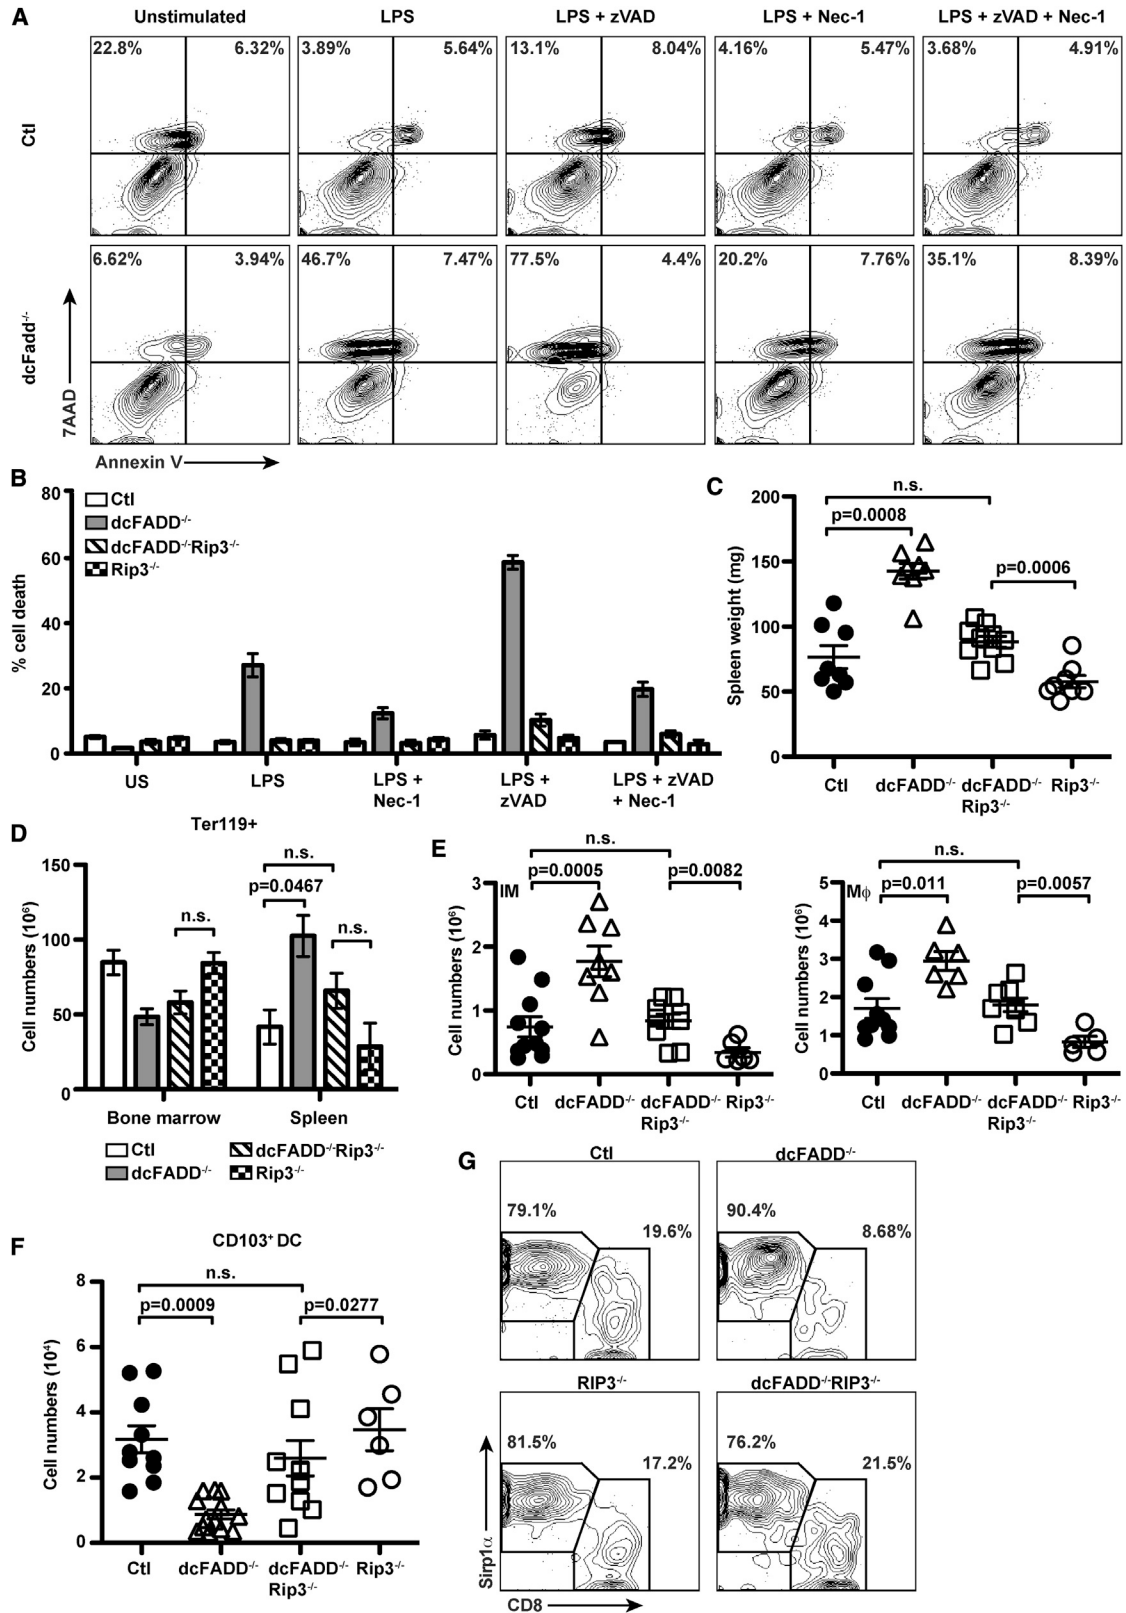 A
Unstimulated LPS LPS + zVAD LPS + Nec-1 LPS + zVAD + Nec-1
Ctl
22.8% 6.32% 3.89% 5.64% 13.1% 8.04% 4.16% 5.47% 3.68% 4.91%
dcFadd-/-
6.62% 3.94% 46.7% 7.47% 77.5% 4.4% 20.2% 7.76% 35.1% 8.39%
7AAD
Annexin V
B
% cell death
80
60
40
20
0
Ctl
dcFADD-/-
dcFADD-/-Rip3-/-
Rip3-/-
US LPS LPS + Nec-1 LPS + zVAD LPS + zVAD + Nec-1
C
Spleen weight (mg)
200
150
100
50
0
n.s.
p=0.0008
p=0.0006
Ctl dcFADD-/- dcFADD-/- Rip3-/- Rip3-/-
D
Ter119+
Cell numbers (10⁶)
150
100
50
0
n.s.
p=0.0467
n.s.
n.s.
Bone marrow Spleen
Ctl dcFADD-/-Rip3-/-
dcFADD-/- Rip3-/-
E
IM
Cell numbers (10⁶)
3
2
1
0
n.s.
p=0.0005 p=0.0082
Ctl dcFADD-/- dcFADD-/- Rip3-/- Rip3-/-
Mφ
Cell numbers (10⁶)
5
4
3
2
1
0
n.s.
p=0.011 p=0.0057
Ctl dcFADD-/- dcFADD-/- Rip3-/- Rip3-/-
F
CD103⁺ DC
Cell numbers (10⁴)
8
6
4
2
0
n.s.
p=0.0009 p=0.0277
Ctl dcFADD-/- dcFADD-/- Rip3-/- Rip3-/-
G
Ctl dcFADD-/-
79.1% 19.6% 90.4% 8.68%
RIP3-/- dcFADD-/-RIP3-/-
81.5% 17.2% 76.2% 21.5%
Sirp1α
CD8